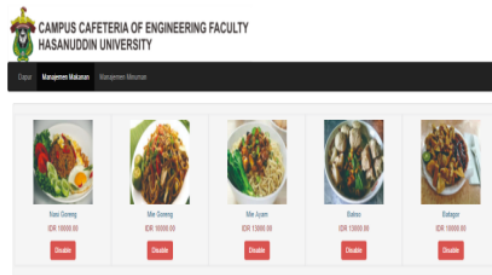 CAMPUS CAFETERIA OF ENGINEERING FACULTY
HASANUDDIN UNIVERSITY
Dapur Manajemen Makanan Manajemen Minuman
Nasi Goreng Mie Goreng Mie Ayam Bakso Batagor
IDR 10000.00 IDR 10000.00 IDR 13000.00 IDR 13000.00 IDR 10000.00
Disable Disable Disable Disable Disable